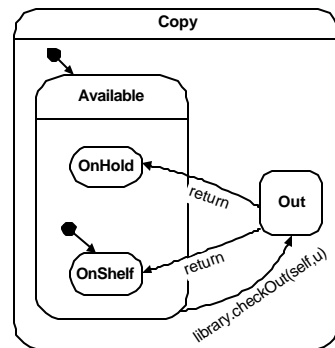 Copy
Available
OnHold
return
Out
OnShelf
return
library.checkOut(self,u)